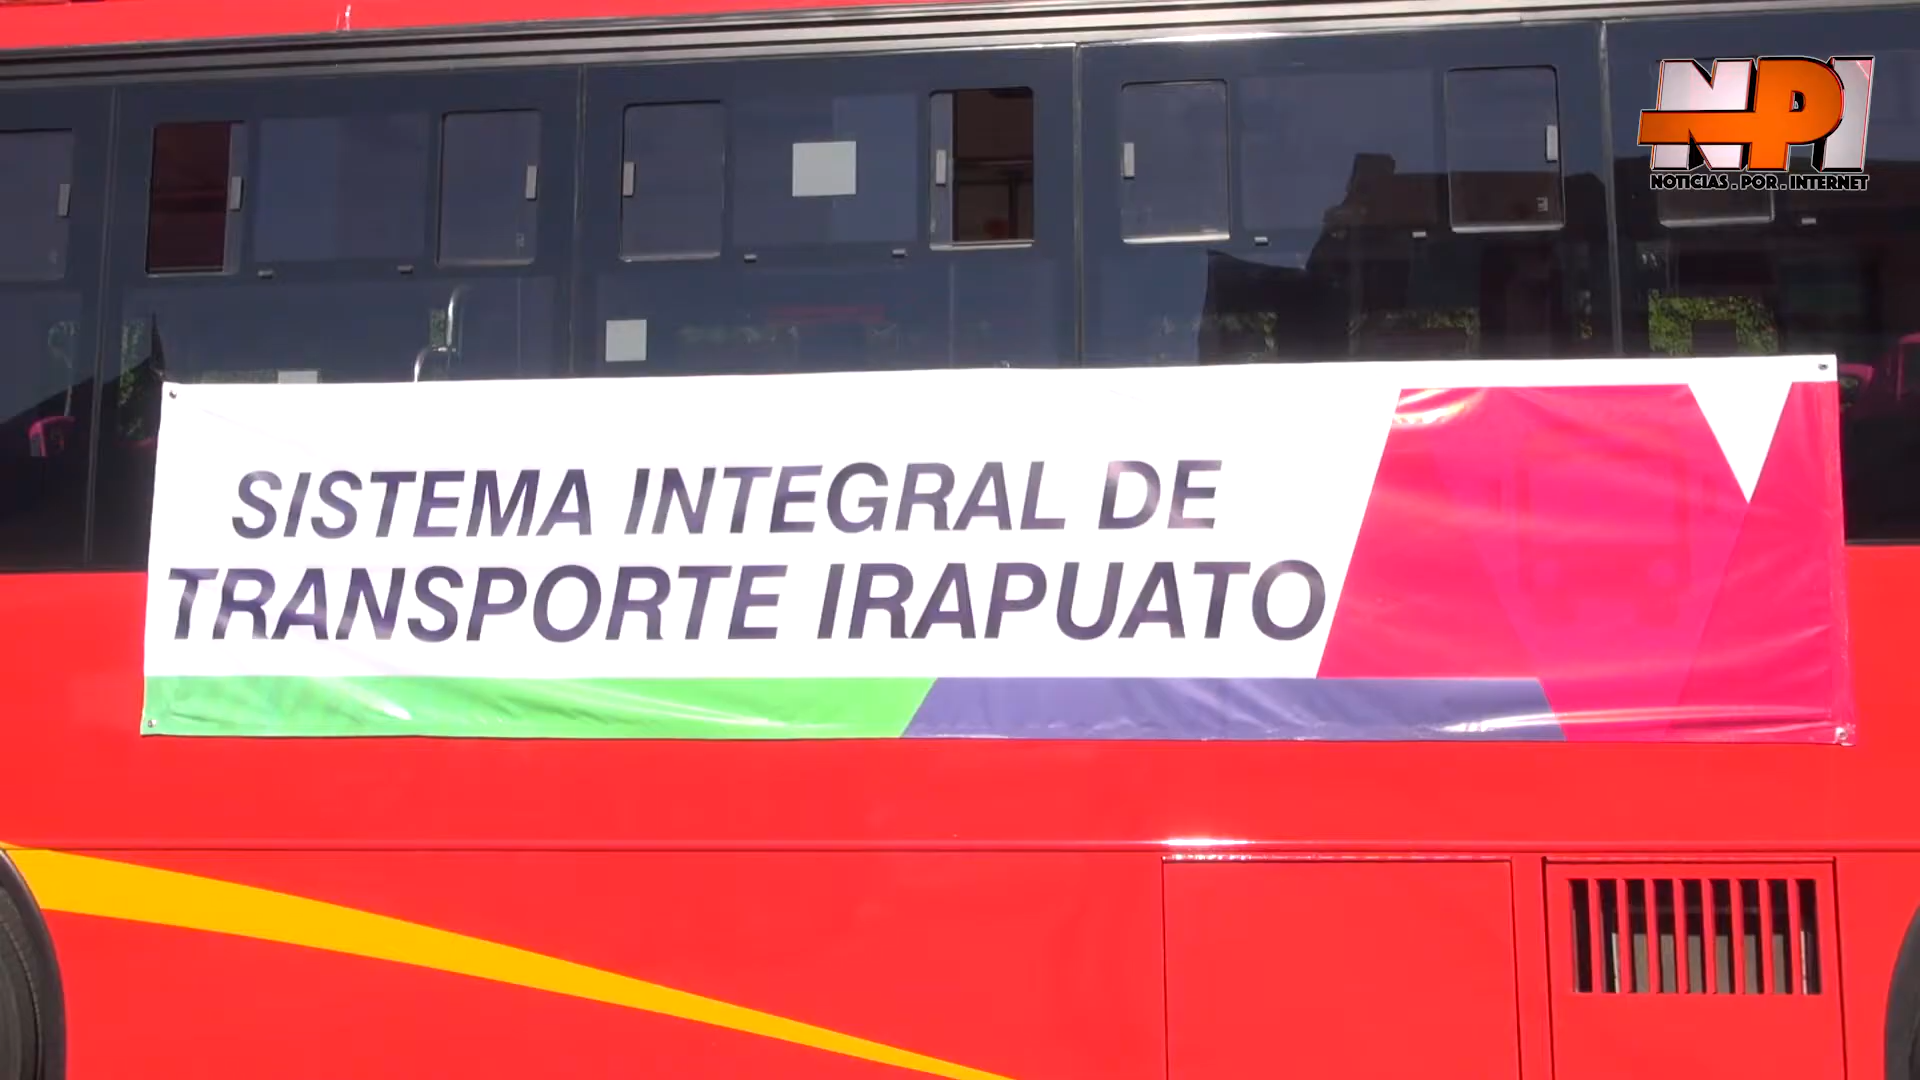 NPI
NOTICIAS . POR . INTERNET
SISTEMA INTEGRAL DE
TRANSPORTE IRAPUATO